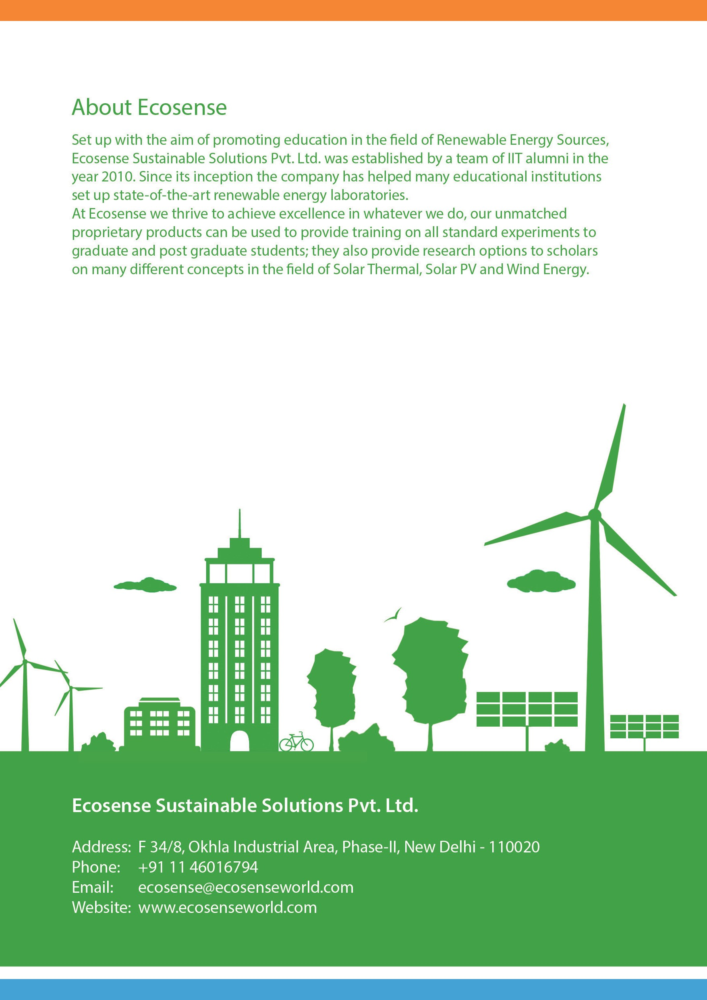 About Ecosense
Set up with the aim of promoting education in the field of Renewable Energy Sources,
Ecosense Sustainable Solutions Pvt. Ltd. was established by a team of IIT alumni in the
year 2010. Since its inception the company has helped many educational institutions
set up state-of-the-art renewable energy laboratories.
At Ecosense we thrive to achieve excellence in whatever we do, our unmatched
proprietary products can be used to provide training on all standard experiments to
graduate and post graduate students; they also provide research options to scholars
on many different concepts in the field of Solar Thermal, Solar PV and Wind Energy.
Ecosense Sustainable Solutions Pvt. Ltd.
Address: F 34/8, Okhla Industrial Area, Phase-II, New Delhi - 110020
Phone: +91 11 46016794
Email: ecosense@ecosenseworld.com
Website: www.ecosenseworld.com